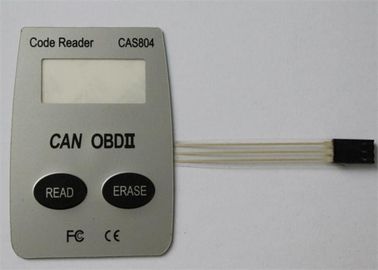 Code Reader CAS804
CAN OBDII
READ ERASE
FC CE